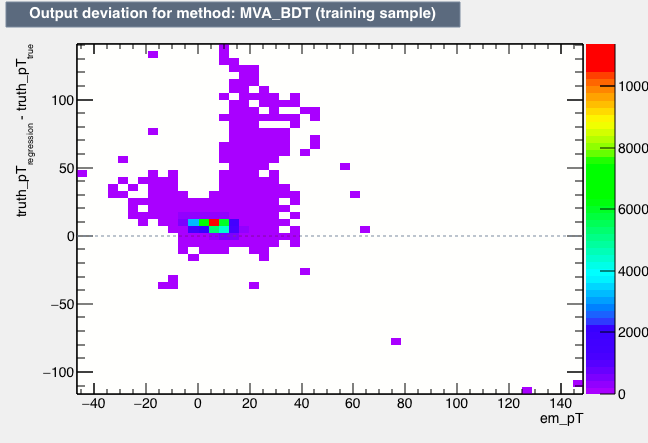 Output deviation for method: MVA_BDT (training sample)
truth_pT_regression - truth_pT_true
100
50
0
−50
−100
−40 −20 0 20 40 60 80 100 120 140
em_pT
1000
8000
6000
4000
2000
0